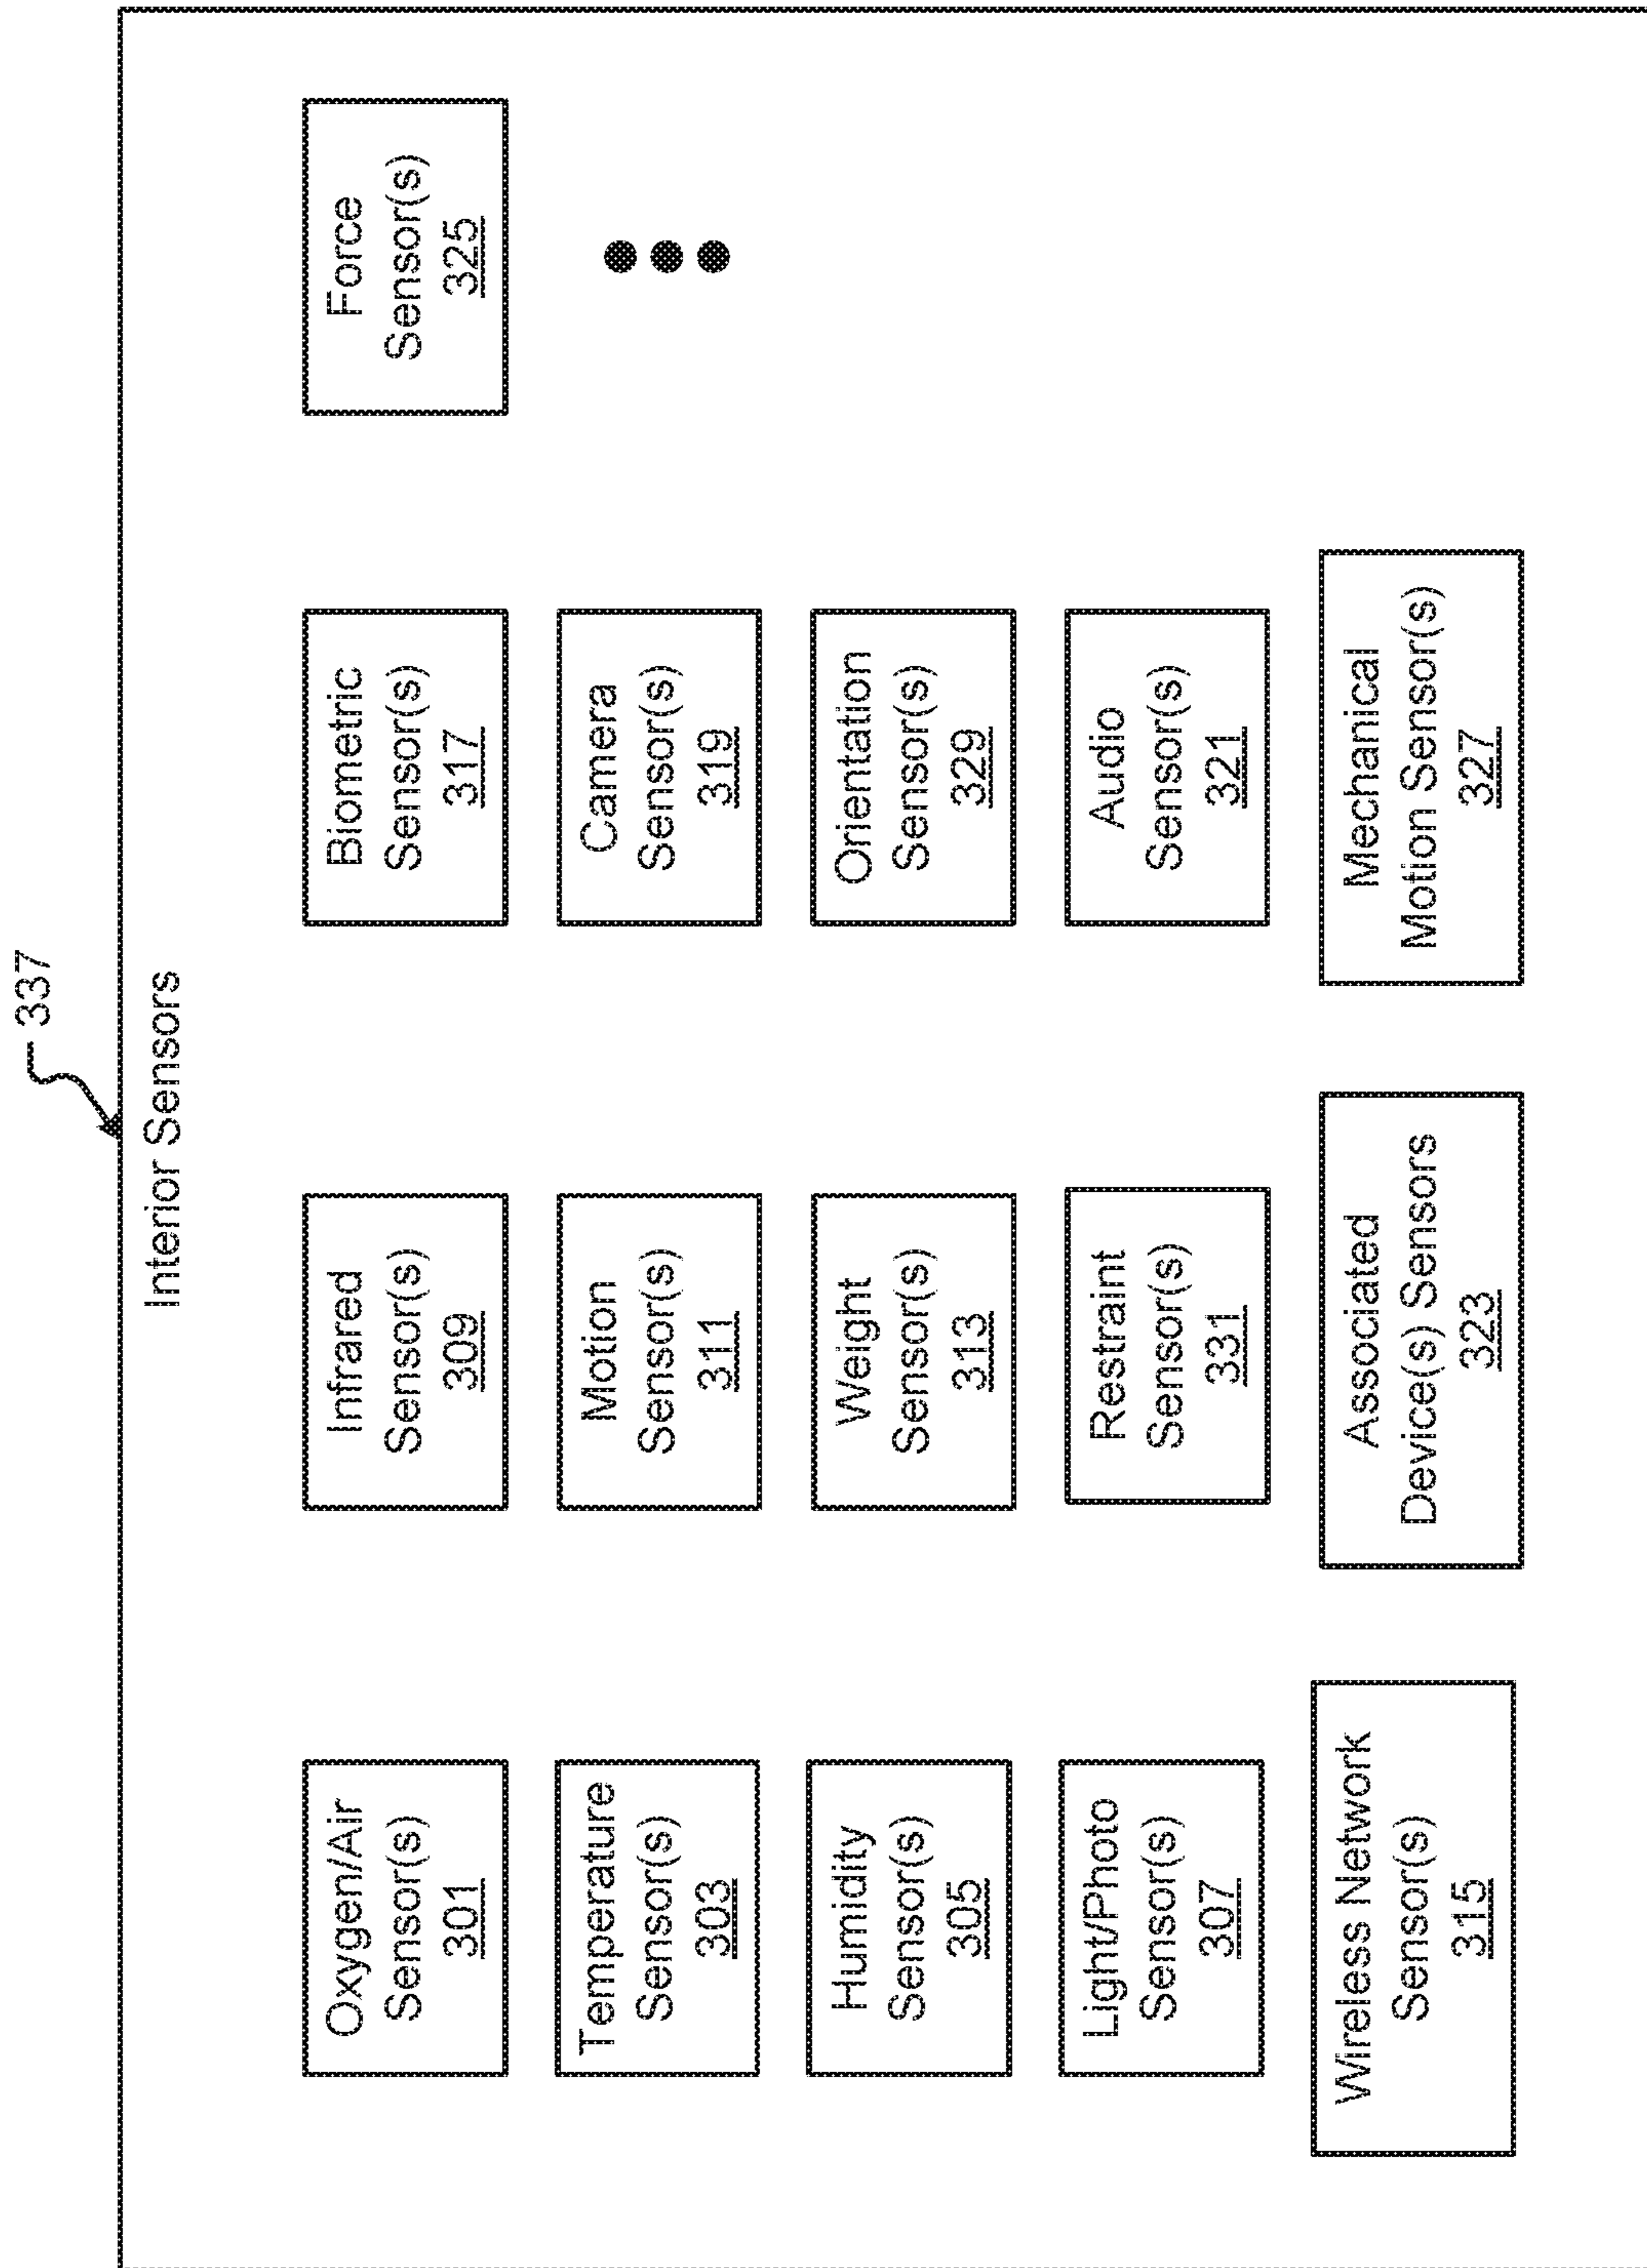 337
Interior Sensors
Oxygen/Air
Sensor(s)
301
Temperature
Sensor(s)
303
Humidity
Sensor(s)
305
Light/Photo
Sensor(s)
307
Wireless Network
Sensor(s)
315
Infrared
Sensor(s)
309
Motion
Sensor(s)
311
Weight
Sensor(s)
313
Restraint
Sensor(s)
331
Associated
Device(s) Sensors
323
Biometric
Sensor(s)
317
Camera
Sensor(s)
319
Orientation
Sensor(s)
329
Audio
Sensor(s)
321
Mechanical
Motion Sensor(s)
327
Force
Sensor(s)
325